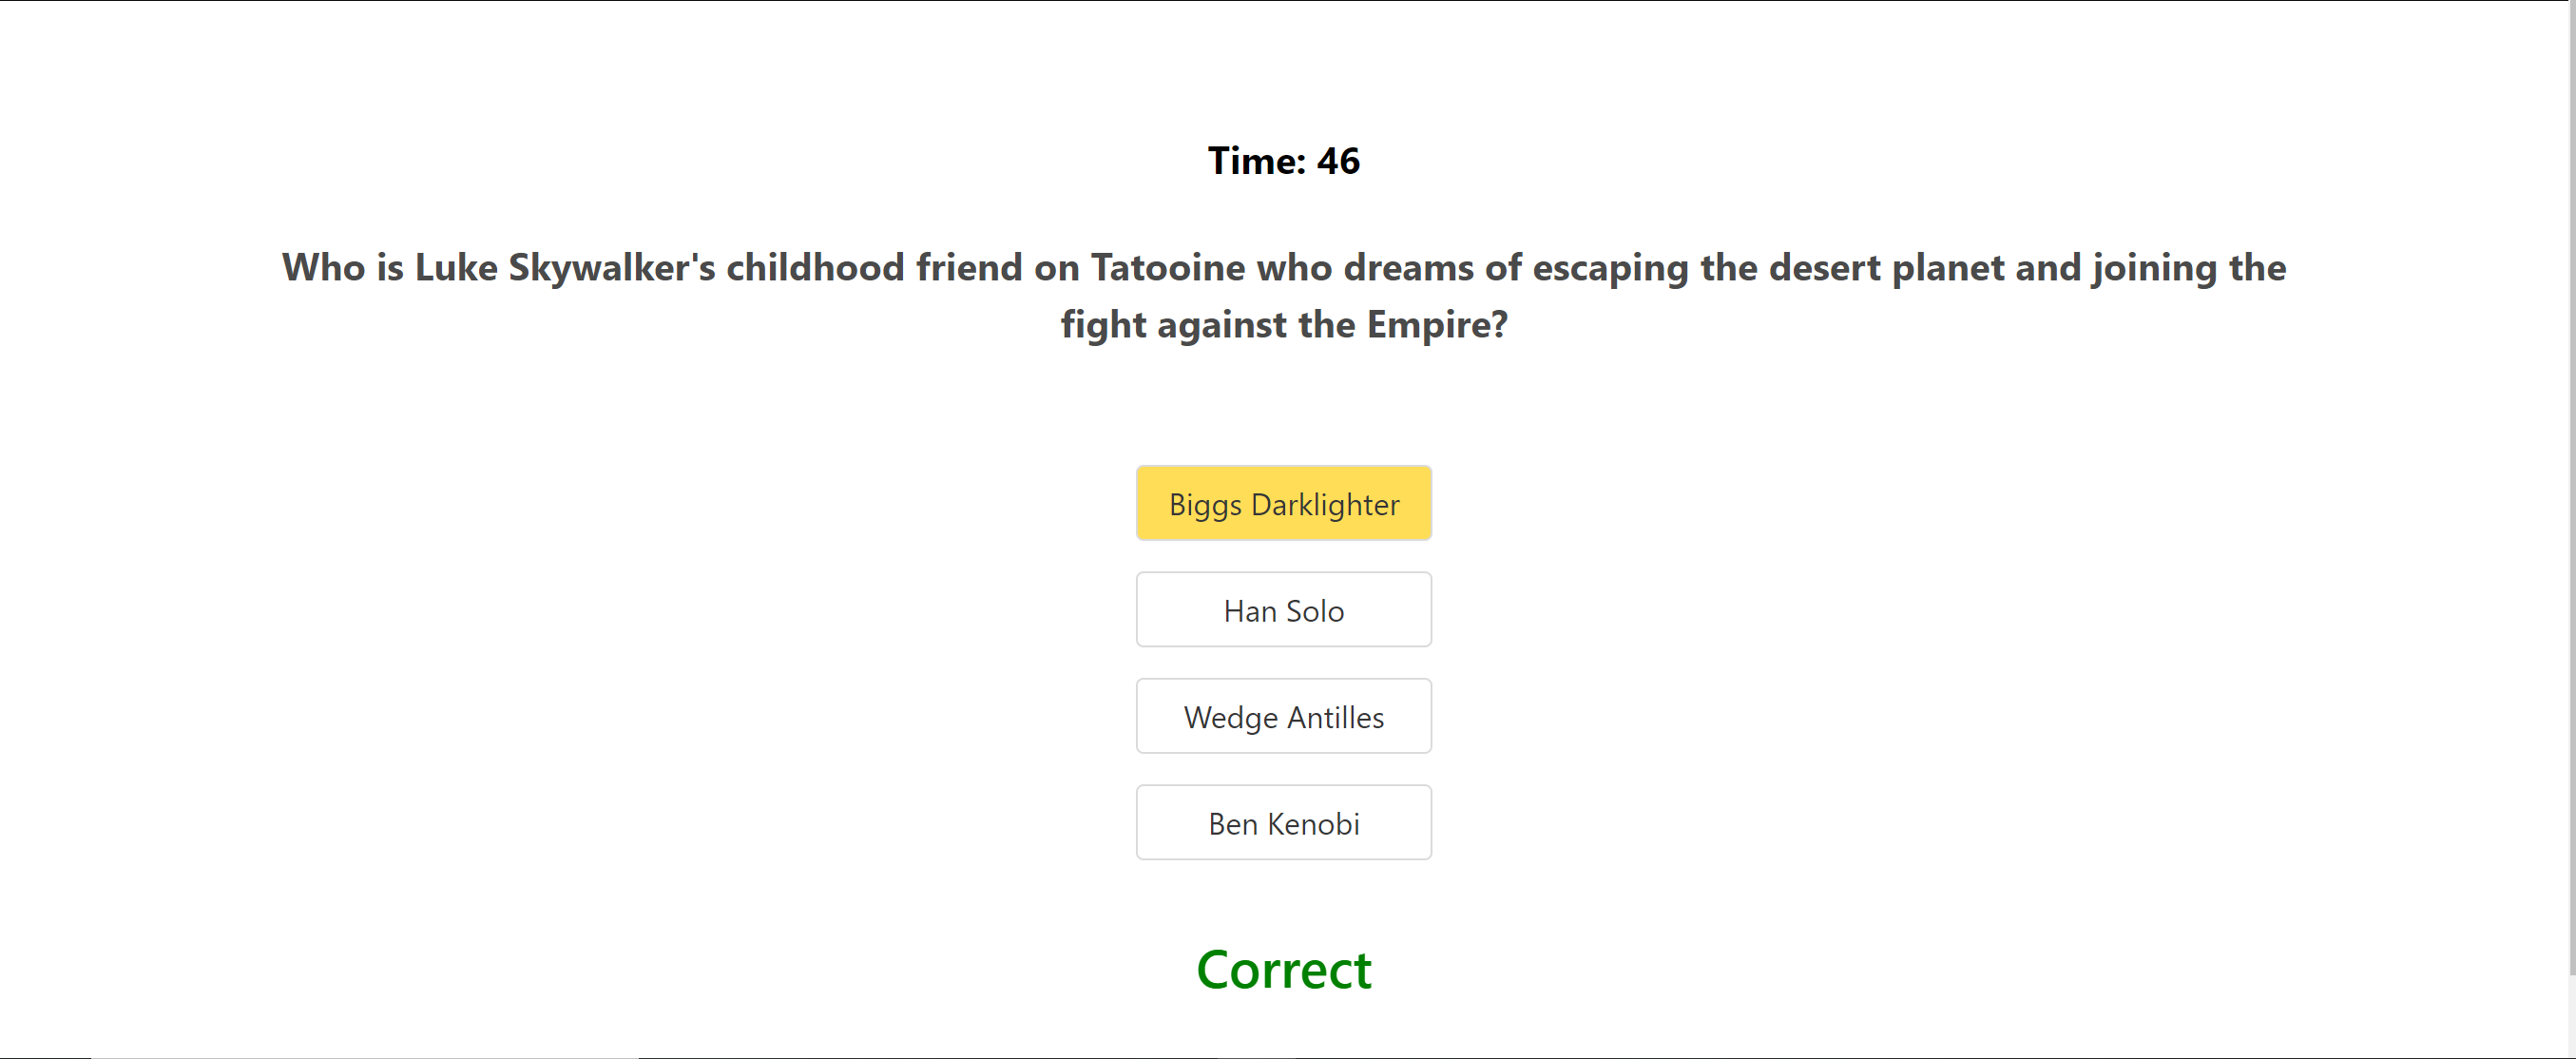 Time: 46
Who is Luke Skywalker's childhood friend on Tatooine who dreams of escaping the desert planet and joining the
fight against the Empire?
Biggs Darklighter
Han Solo
Wedge Antilles
Ben Kenobi
Correct